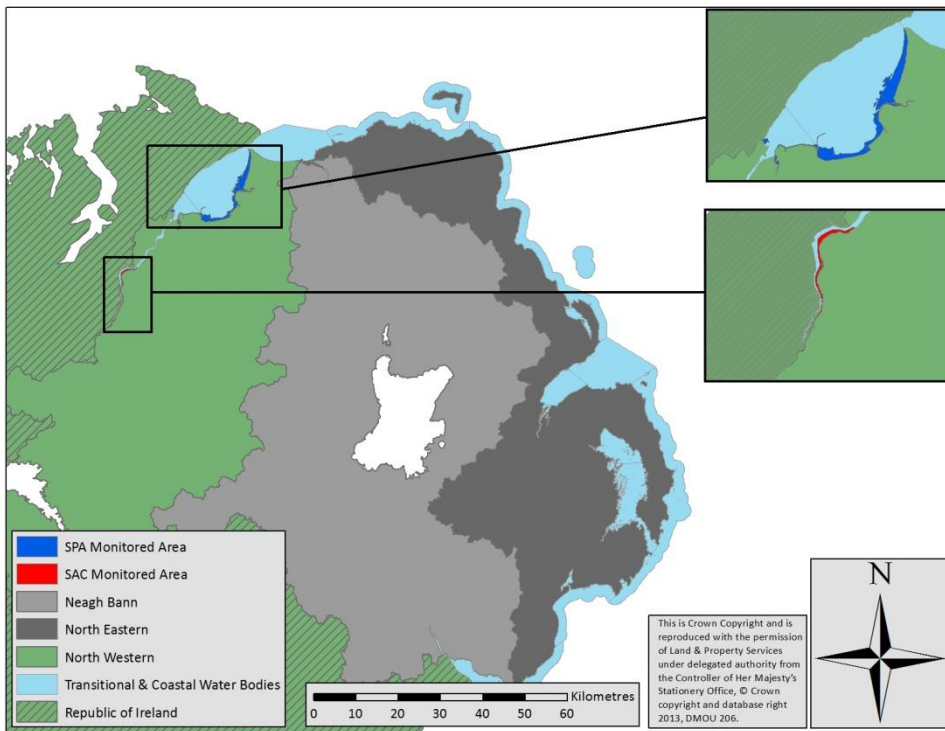 SPA Monitored Area
SAC Monitored Area
Neagh Bann
North Eastern
North Western
Transitional & Coastal Water Bodies
Republic of Ireland
Kilometres
0 10 20 30 40 50 60
This is Crown Copyright and is
reproduced with the permission
of Land & Property Services
under delegated authority from
the Controller of Her Majesty's
Stationery Office, © Crown
copyright and database right
2013, DMOU 206.
N